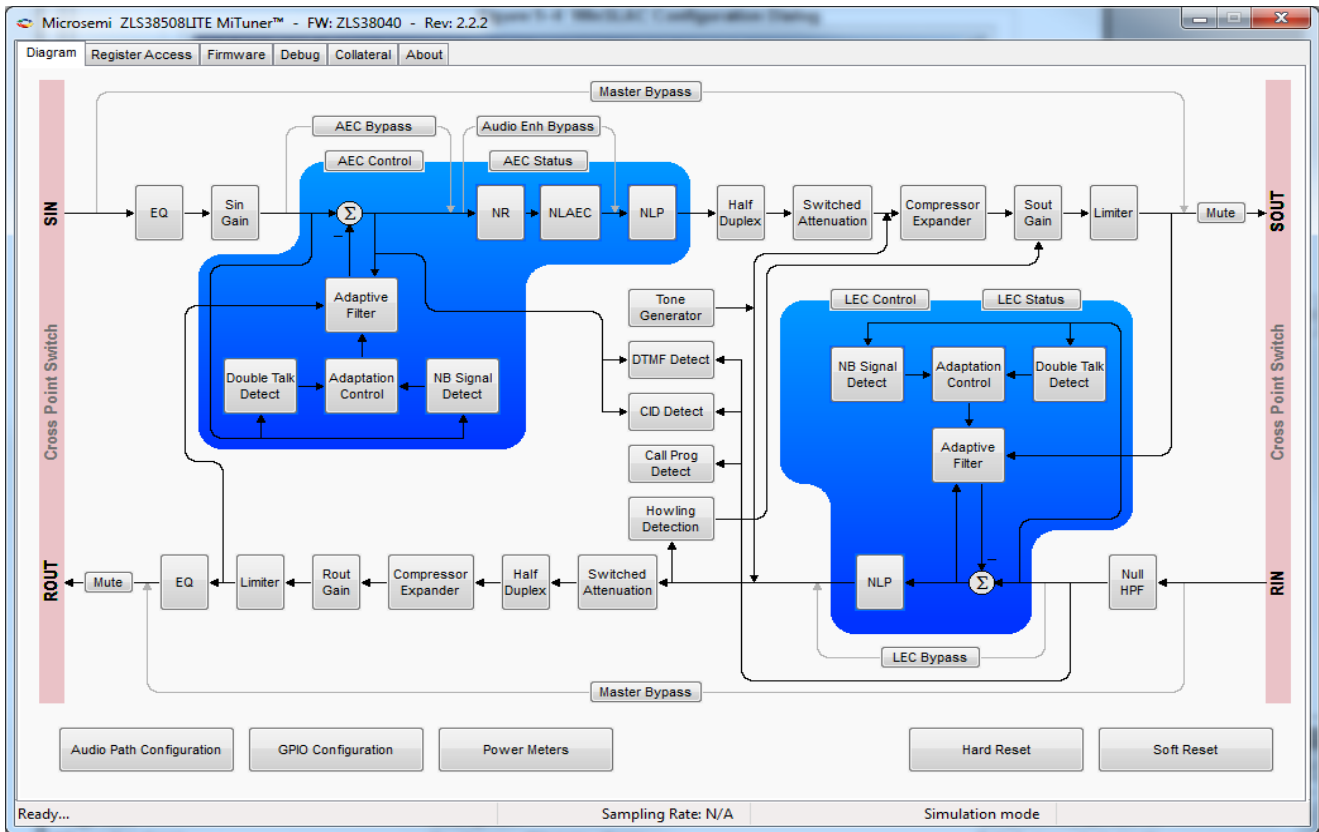 Microsemi ZLS38508LITE MiTuner™ - FW: ZLS38040 - Rev: 2.2.2
Diagram
Register Access
Firmware
Debug
Collateral
About
Master Bypass
AEC Bypass
Audio Enh Bypass
AEC Control
AEC Status
SIN
EQ
Sin
Gain
Σ
–
NR
NLAEC
NLP
Half
Duplex
Switched
Attenuation
Compressor
Expander
Sout
Gain
Limiter
Mute
SOUT
Adaptive
Filter
Double Talk
Detect
Adaptation
Control
NB Signal
Detect
Tone
Generator
DTMF Detect
CID Detect
Call Prog
Detect
Howling
Detection
LEC Control
LEC Status
NB Signal
Detect
Adaptation
Control
Double Talk
Detect
Adaptive
Filter
Cross Point Switch
Cross Point Switch
ROUT
Mute
EQ
Limiter
Rout
Gain
Compressor
Expander
Half
Duplex
Switched
Attenuation
NLP
–
Σ
Null
HPF
RIN
LEC Bypass
Master Bypass
Audio Path Configuration
GPIO Configuration
Power Meters
Hard Reset
Soft Reset
Ready...
Sampling Rate: N/A
Simulation mode